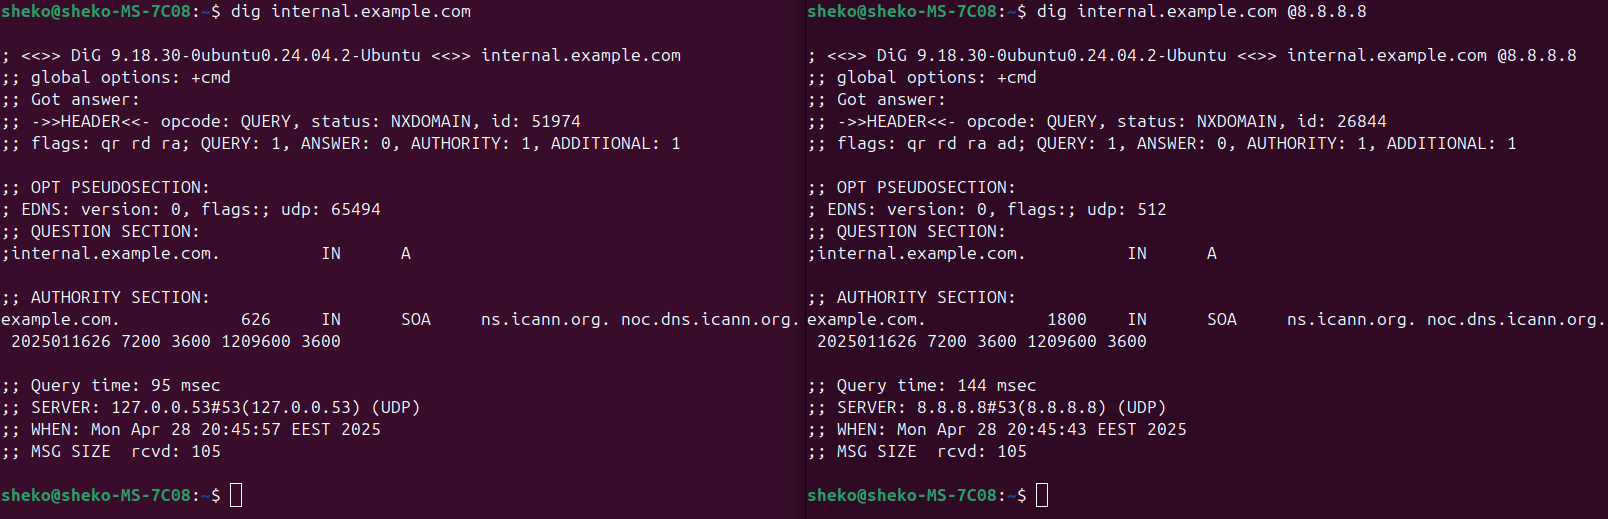 sheko@sheko-MS-7C08:~$ dig internal.example.com

; <<>> DiG 9.18.30-0ubuntu0.24.04.2-Ubuntu <<>> internal.example.com
;; global options: +cmd
;; Got answer:
;; ->>HEADER<<- opcode: QUERY, status: NXDOMAIN, id: 51974
;; flags: qr rd ra; QUERY: 1, ANSWER: 0, AUTHORITY: 1, ADDITIONAL: 1

;; OPT PSEUDOSECTION:
; EDNS: version: 0, flags:; udp: 65494
;; QUESTION SECTION:
;internal.example.com.		IN	A

;; AUTHORITY SECTION:
example.com.		626	IN	SOA	ns.icann.org. noc.dns.icann.org.
 2025011626 7200 3600 1209600 3600

;; Query time: 95 msec
;; SERVER: 127.0.0.53#53(127.0.0.53) (UDP)
;; WHEN: Mon Apr 28 20:45:57 EEST 2025
;; MSG SIZE  rcvd: 105

sheko@sheko-MS-7C08:~$
sheko@sheko-MS-7C08:~$ dig internal.example.com @8.8.8.8

; <<>> DiG 9.18.30-0ubuntu0.24.04.2-Ubuntu <<>> internal.example.com @8.8.8.8
;; global options: +cmd
;; Got answer:
;; ->>HEADER<<- opcode: QUERY, status: NXDOMAIN, id: 26844
;; flags: qr rd ra ad; QUERY: 1, ANSWER: 0, AUTHORITY: 1, ADDITIONAL: 1

;; OPT PSEUDOSECTION:
; EDNS: version: 0, flags:; udp: 512
;; QUESTION SECTION:
;internal.example.com.		IN	A

;; AUTHORITY SECTION:
example.com.		1800	IN	SOA	ns.icann.org. noc.dns.icann.org.
 2025011626 7200 3600 1209600 3600

;; Query time: 144 msec
;; SERVER: 8.8.8.8#53(8.8.8.8) (UDP)
;; WHEN: Mon Apr 28 20:45:43 EEST 2025
;; MSG SIZE  rcvd: 105

sheko@sheko-MS-7C08:~$